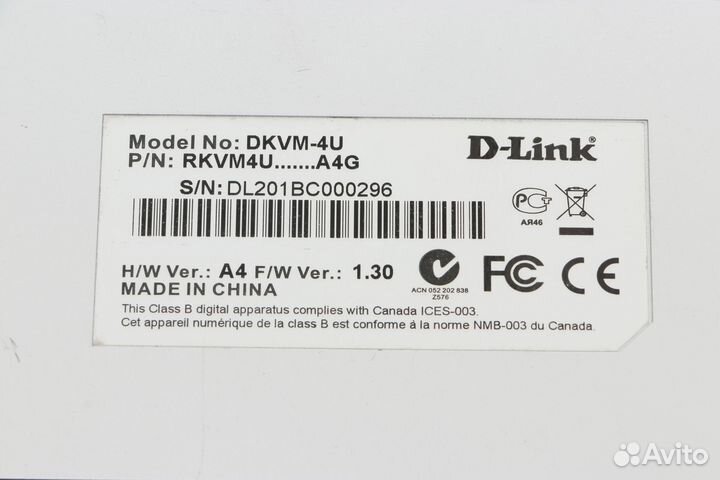 Model No: DKVM-4U
P/N: RKVM4U.......A4G
D-Link®
S/N: DL201BC000296
АЯ46
H/W Ver.: A4 F/W Ver.: 1.30
MADE IN CHINA
ACN 052 202 838
Z576
FC CE
This Class B digital apparatus complies with Canada ICES-003.
Cet appareil numérique de la class B est conforme á la norme NMB-003 du Canada.
Avito